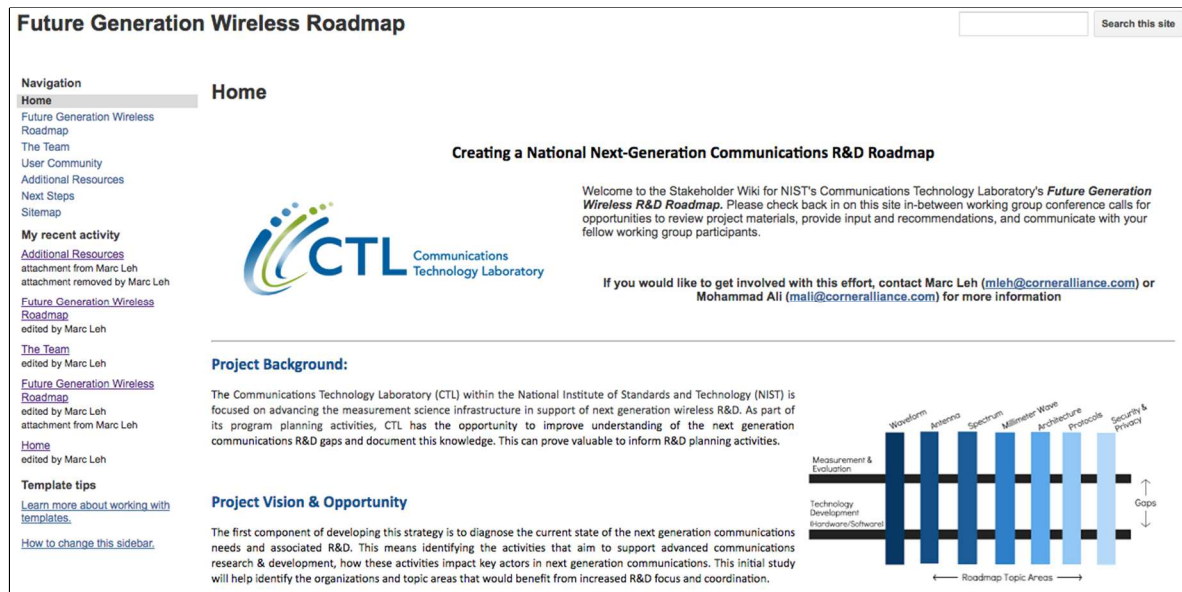 Future Generation Wireless Roadmap
Search this site
Navigation
Home
Future Generation Wireless
Roadmap
The Team
User Community
Additional Resources
Next Steps
Sitemap
My recent activity
Additional Resources
attachment from Marc Leh
attachment removed by Marc Leh
Future Generation Wireless
Roadmap
edited by Marc Leh
The Team
edited by Marc Leh
Future Generation Wireless
Roadmap
edited by Marc Leh
attachment from Marc Leh
Home
edited by Marc Leh
Template tips
Learn more about working with
templates.
How to change this sidebar.
Home
Creating a National Next-Generation Communications R&D Roadmap
CTL Communications
Technology Laboratory
Welcome to the Stakeholder Wiki for NIST's Communications Technology Laboratory's Future Generation
Wireless R&D Roadmap. Please check back in on this site in-between working group conference calls for
opportunities to review project materials, provide input and recommendations, and communicate with your
fellow working group participants.
If you would like to get involved with this effort, contact Marc Leh (mleh@corneralliance.com) or
Mohammad Ali (mali@corneralliance.com) for more information
Project Background:
The Communications Technology Laboratory (CTL) within the National Institute of Standards and Technology (NIST) is
focused on advancing the measurement science infrastructure in support of next generation wireless R&D. As part of
its program planning activities, CTL has the opportunity to improve understanding of the next generation
communications R&D gaps and document this knowledge. This can prove valuable to inform R&D planning activities.
Project Vision & Opportunity
The first component of developing this strategy is to diagnose the current state of the next generation communications
needs and associated R&D. This means identifying the activities that aim to support advanced communications
research & development, how these activities impact key actors in next generation communications. This initial study
will help identify the organizations and topic areas that would benefit from increased R&D focus and coordination.
Waveform
Antenna
Spectrum
Millimeter Wave
Architecture
Protocols
Security &
Privacy
Measurement &
Evaluation
Technology
Development
(Hardware/Software)
Gaps
Roadmap Topic Areas